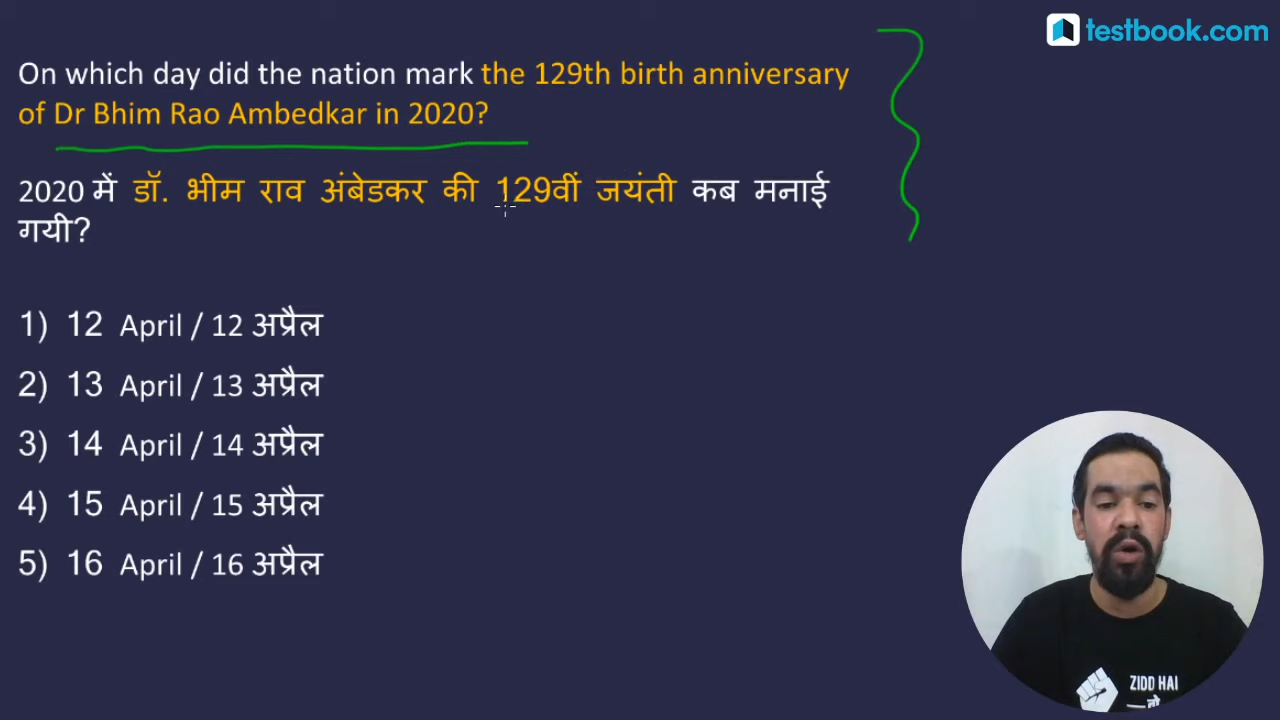 testbook.com
On which day did the nation mark the 129th birth anniversary
of Dr Bhim Rao Ambedkar in 2020?
2020 में डॉ. भीम राव अंबेडकर की 129वीं जयंती कब मनाई
गयी?
1) 12 April / 12 अप्रैल
2) 13 April / 13 अप्रैल
3) 14 April / 14 अप्रैल
4) 15 April / 15 अप्रैल
5) 16 April / 16 अप्रैल
ZIDD HAI